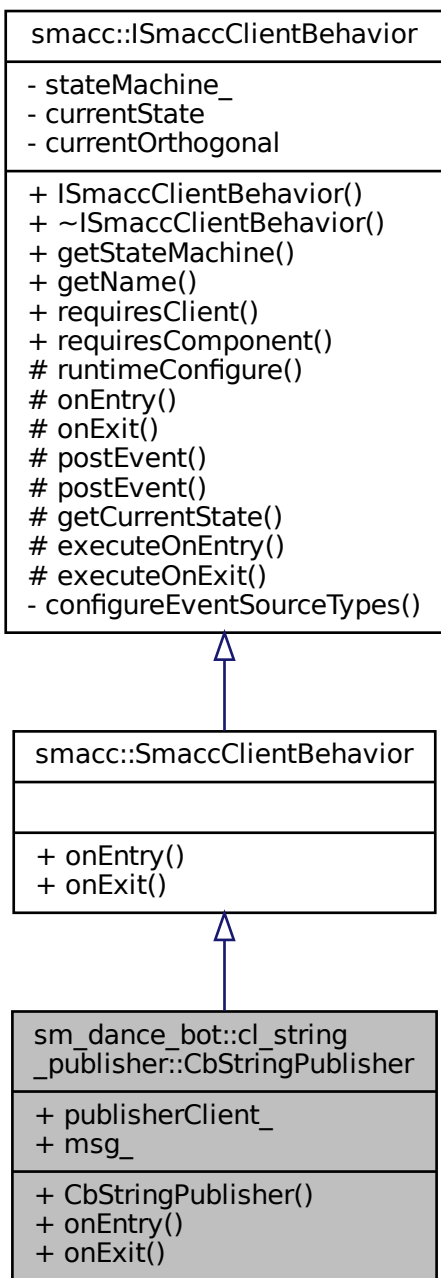 smacc::ISmaccClientBehavior
- stateMachine_
- currentState
- currentOrthogonal
+ ISmaccClientBehavior()
+ ~ISmaccClientBehavior()
+ getStateMachine()
+ getName()
+ requiresClient()
+ requiresComponent()
# runtimeConfigure()
# onEntry()
# onExit()
# postEvent()
# postEvent()
# getCurrentState()
# executeOnEntry()
# executeOnExit()
- configureEventSourceTypes()
smacc::SmaccClientBehavior
+ onEntry()
+ onExit()
sm_dance_bot::cl_string
_publisher::CbStringPublisher
+ publisherClient_
+ msg_
+ CbStringPublisher()
+ onEntry()
+ onExit()